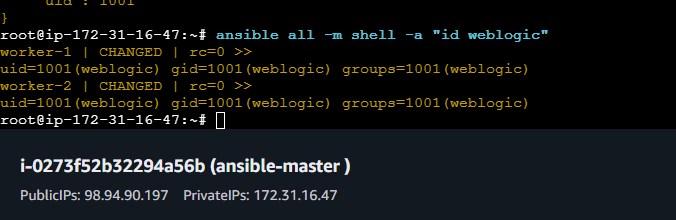 "uid": 1001
}
root@ip-172-31-16-47:~# ansible all -m shell -a "id weblogic"
worker-1 | CHANGED | rc=0 >>
uid=1001(weblogic) gid=1001(weblogic) groups=1001(weblogic)
worker-2 | CHANGED | rc=0 >>
uid=1001(weblogic) gid=1001(weblogic) groups=1001(weblogic)
root@ip-172-31-16-47:~#
i-0273f52b32294a56b (ansible-master )
PublicIPs: 98.94.90.197 PrivateIPs: 172.31.16.47